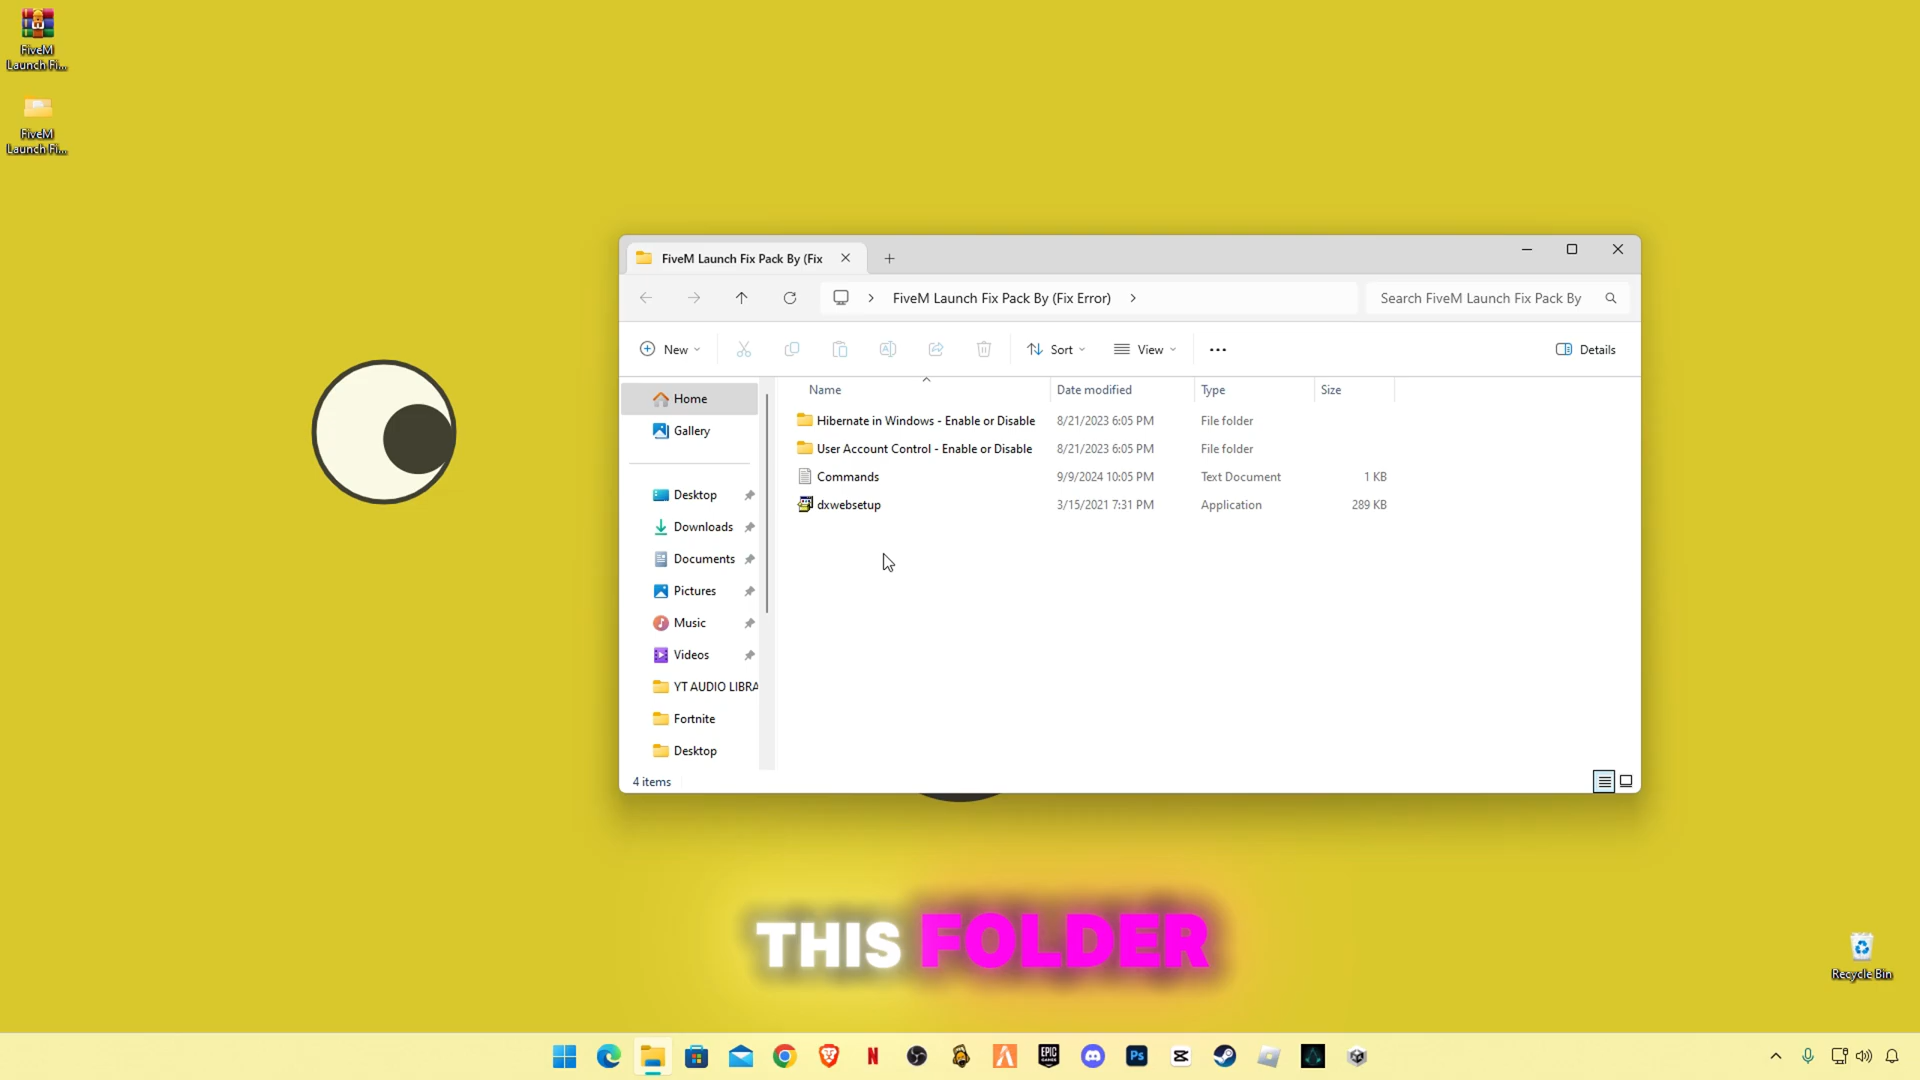 FiveM
Launch Fi...
FiveM
Launch Fi...
FiveM Launch Fix Pack By (Fix
FiveM Launch Fix Pack By (Fix Error)
Search FiveM Launch Fix Pack By
New
Sort
View
Details
Home
Gallery
Desktop
Downloads
Documents
Pictures
Music
Videos
YT AUDIO LIBRA
Fortnite
Desktop
Name Date modified Type Size
Hibernate in Windows - Enable or Disable 8/21/2023 6:05 PM File folder
User Account Control - Enable or Disable 8/21/2023 6:05 PM File folder
Commands 9/9/2024 10:05 PM Text Document 1 KB
dxwebsetup 3/15/2021 7:31 PM Application 289 KB
4 items
THIS FOLDER
Recycle Bin
N
EPIC
GAMES
Ps